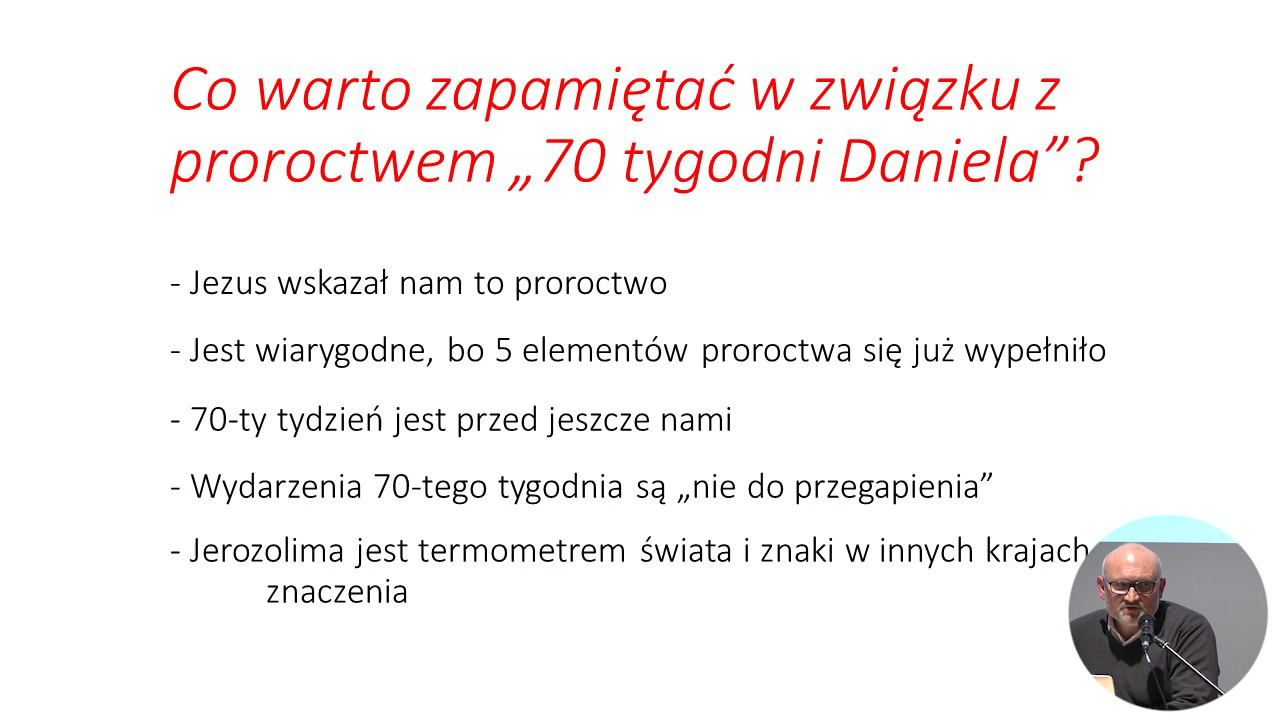 Co warto zapamiętać w związku z
proroctwem „70 tygodni Daniela”?
- Jezus wskazał nam to proroctwo
- Jest wiarygodne, bo 5 elementów proroctwa się już wypełniło
- 70-ty tydzień jest przed jeszcze nami
- Wydarzenia 70-tego tygodnia są „nie do przegapienia”
- Jerozolima jest termometrem świata i znaki w innych krajach
znaczenia